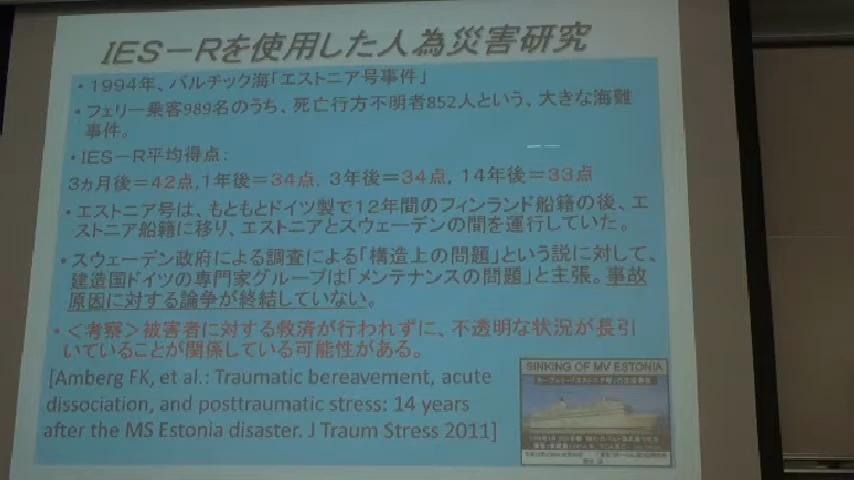 IES－Rを使用した人為災害研究
・1994年、バルチック海「エストニア号事件」
・フェリー乗客989名のうち、死亡行方不明者852人という、大きな海難
事件。
・IES－R平均得点：
3ヵ月後＝42点,1年後＝34点, 3年後＝34点, 14年後＝33点
・エストニア号は、もともとドイツ製で12年間のフィンランド船籍の後、エ
ストニア船籍に移り、エストニアとスウェーデンの間を運行していた。
・スウェーデン政府による調査による「構造上の問題」という説に対して、
建造国ドイツの専門家グループは「メンテナンスの問題」と主張。事故
原因に対する論争が終結していない。
・＜考察＞被害者に対する救済が行われずに、不透明な状況が長引
いていることが関係している可能性がある。
[Amberg FK, et al.: Traumatic bereavement, acute
dissociation, and posttraumatic stress: 14 years
after the MS Estonia disaster. J Traum Stress 2011]
SINKING OF MV ESTONIA